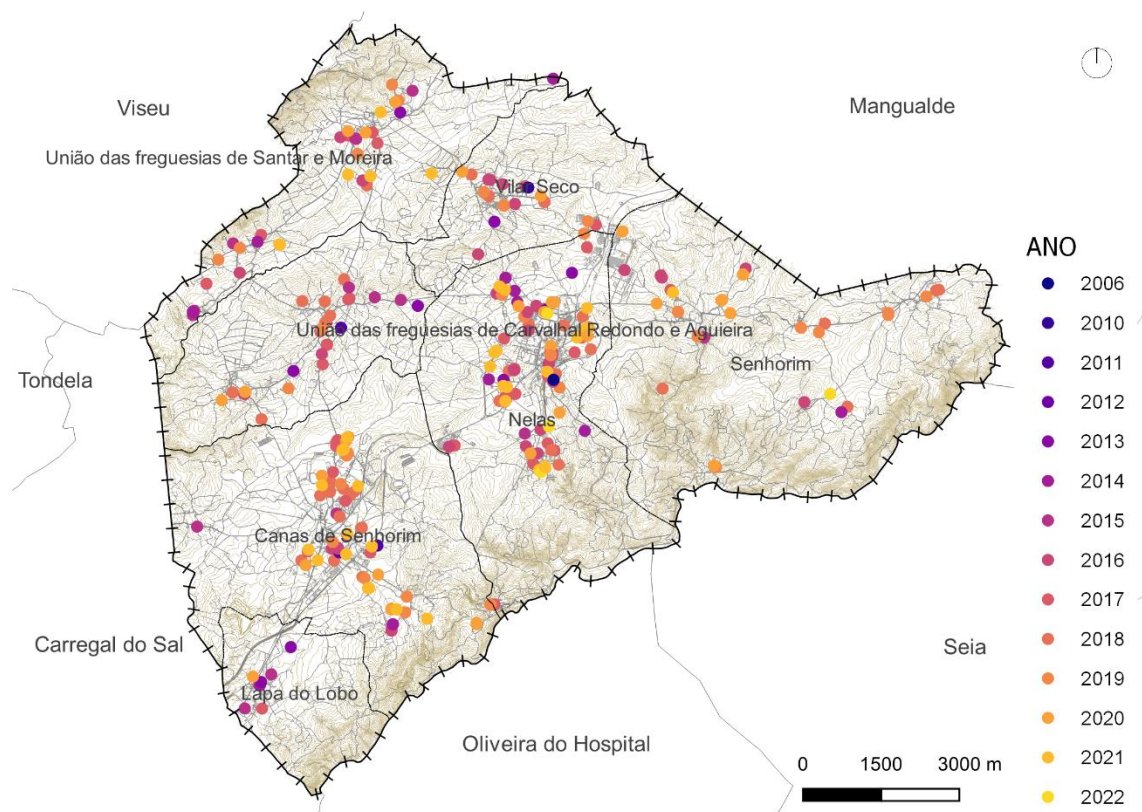 Viseu
Mangualde
União das freguesias de Santar e Moreira
Vilar Seco
União das freguesias de Carvalhal Redondo e Aguieira
Senhorim
Tondela
Nelas
Canas de Senhorim
Carregal do Sal
Lapa do Lobo
Seia
Oliveira do Hospital
0 1500 3000 m
ANO
2006
2010
2011
2012
2013
2014
2015
2016
2017
2018
2019
2020
2021
2022